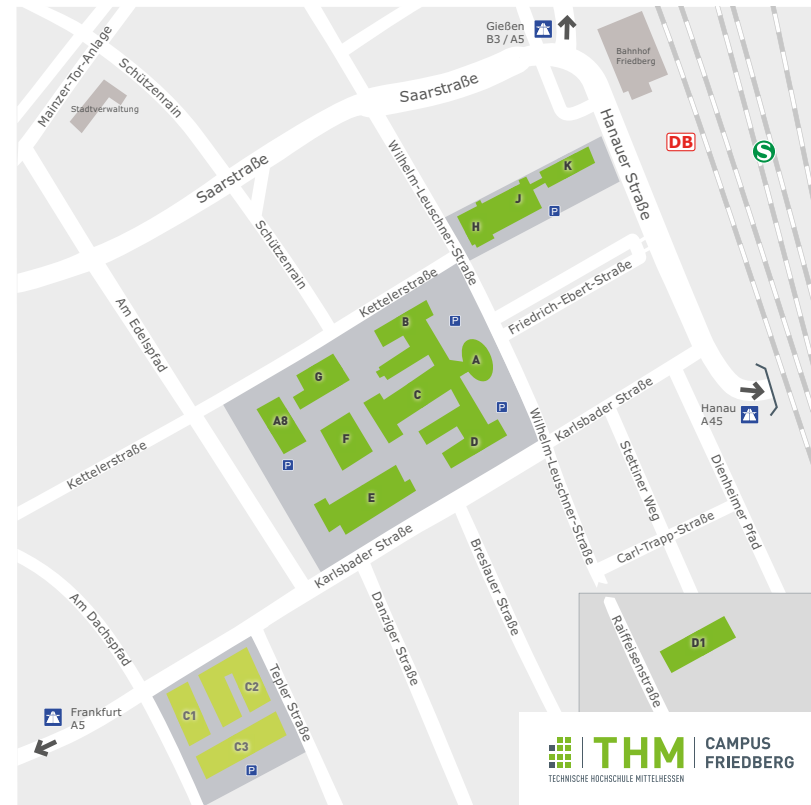 Gießen
B3 / A5
Bahnhof
Friedberg
Mainzer-Tor-Anlage
Schützenrain
Stadtverwaltung
Saarstraße
Saarstraße
Hanauer Straße
DB
S
Wilhelm-Leuschner-Straße
K
J
H
P
Schützenrain
Kettelerstraße
Friedrich-Ebert-Straße
Am Edelspfad
B
P
A
G
C
A8
F
P
D
P
E
Hanau
A45
Karlsbader Straße
Kettelerstraße
Wilhelm-Leuschner-Straße
Stettiner Weg
Dienheimer Pfad
Carl-Trapp-Straße
Karlsbader Straße
Breslauer Straße
Danziger Straße
Am Dachspfad
Raiffeisenstraße
D1
Tepler Straße
C2
C1
C3
P
Frankfurt
A5
THM
CAMPUS
FRIEDBERG
TECHNISCHE HOCHSCHULE MITTELHESSEN